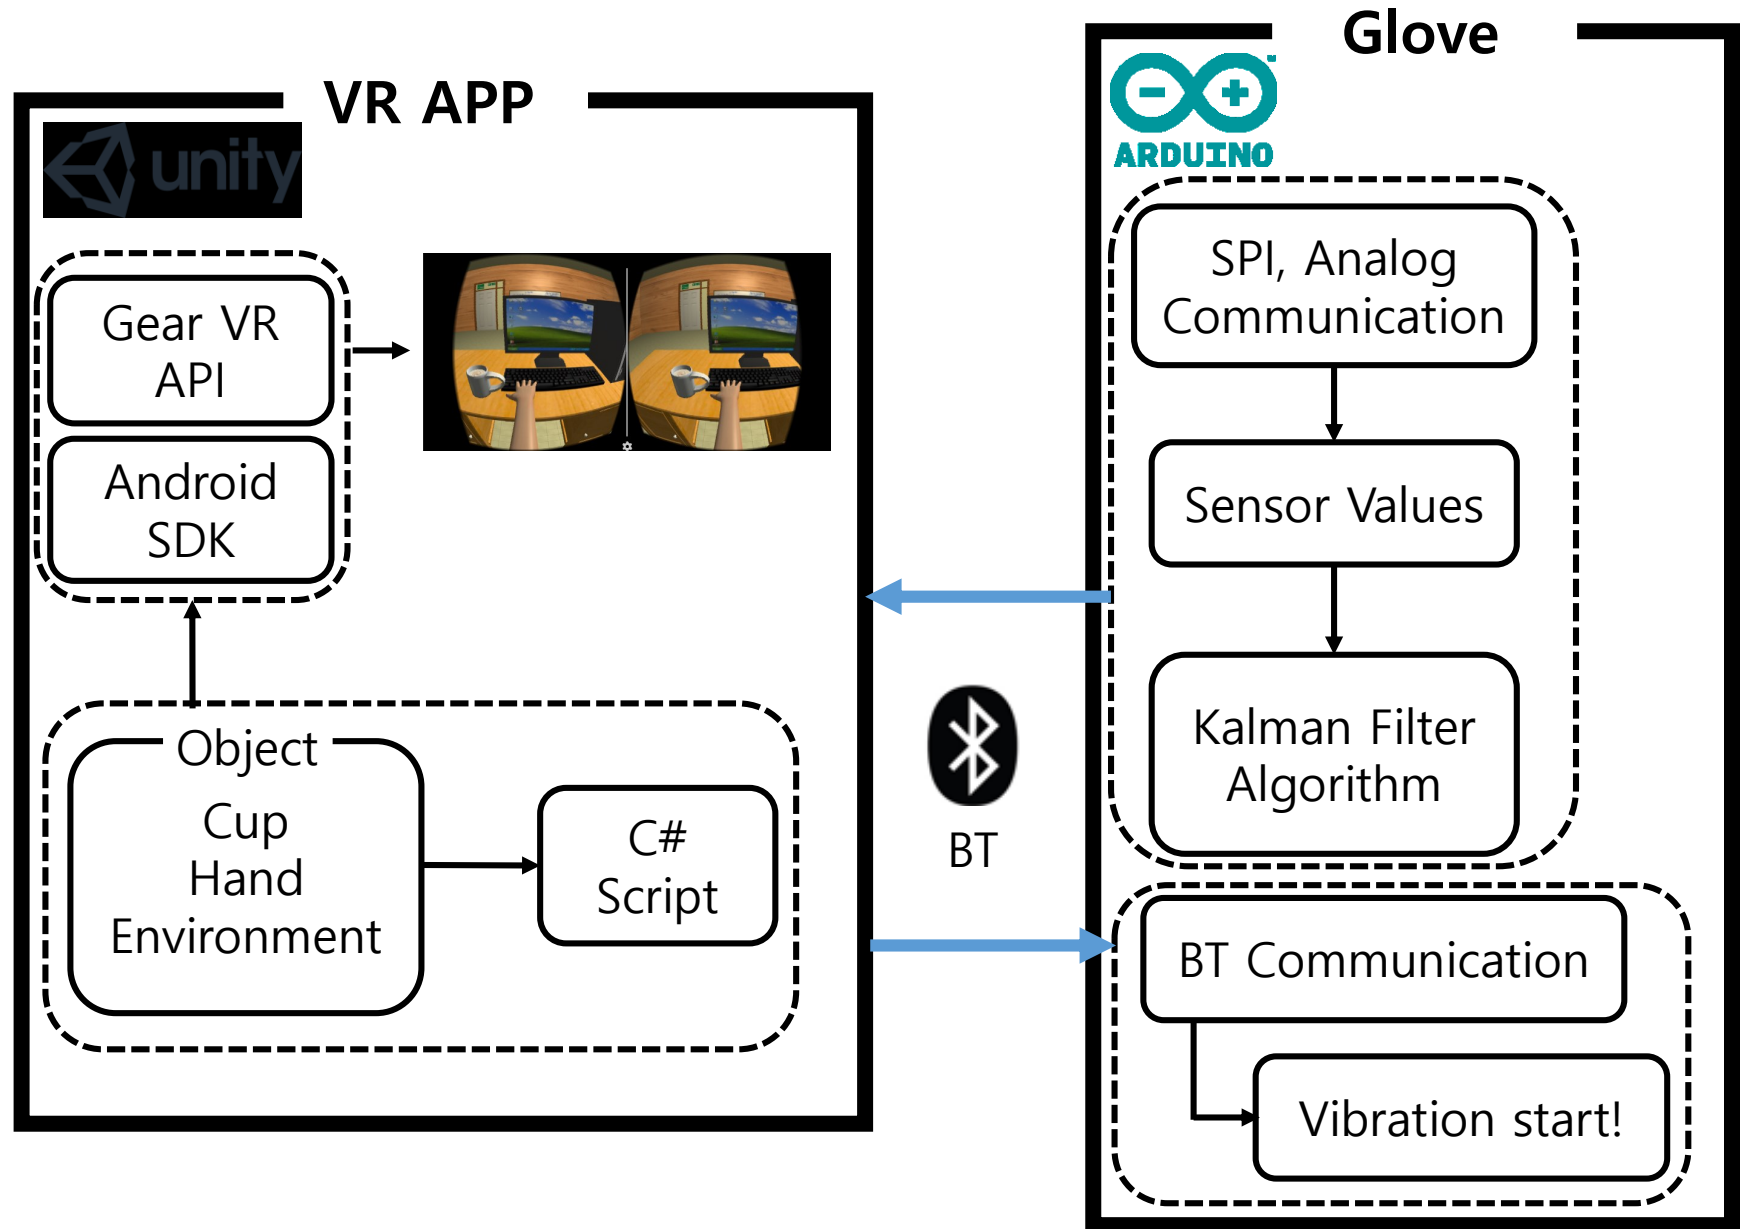 VR APP
unity
Gear VR
API
Android
SDK
Object
Cup
Hand
Environment
C#
Script
BT
Glove
ARDUINO
SPI, Analog
Communication
Sensor Values
Kalman Filter
Algorithm
BT Communication
Vibration start!